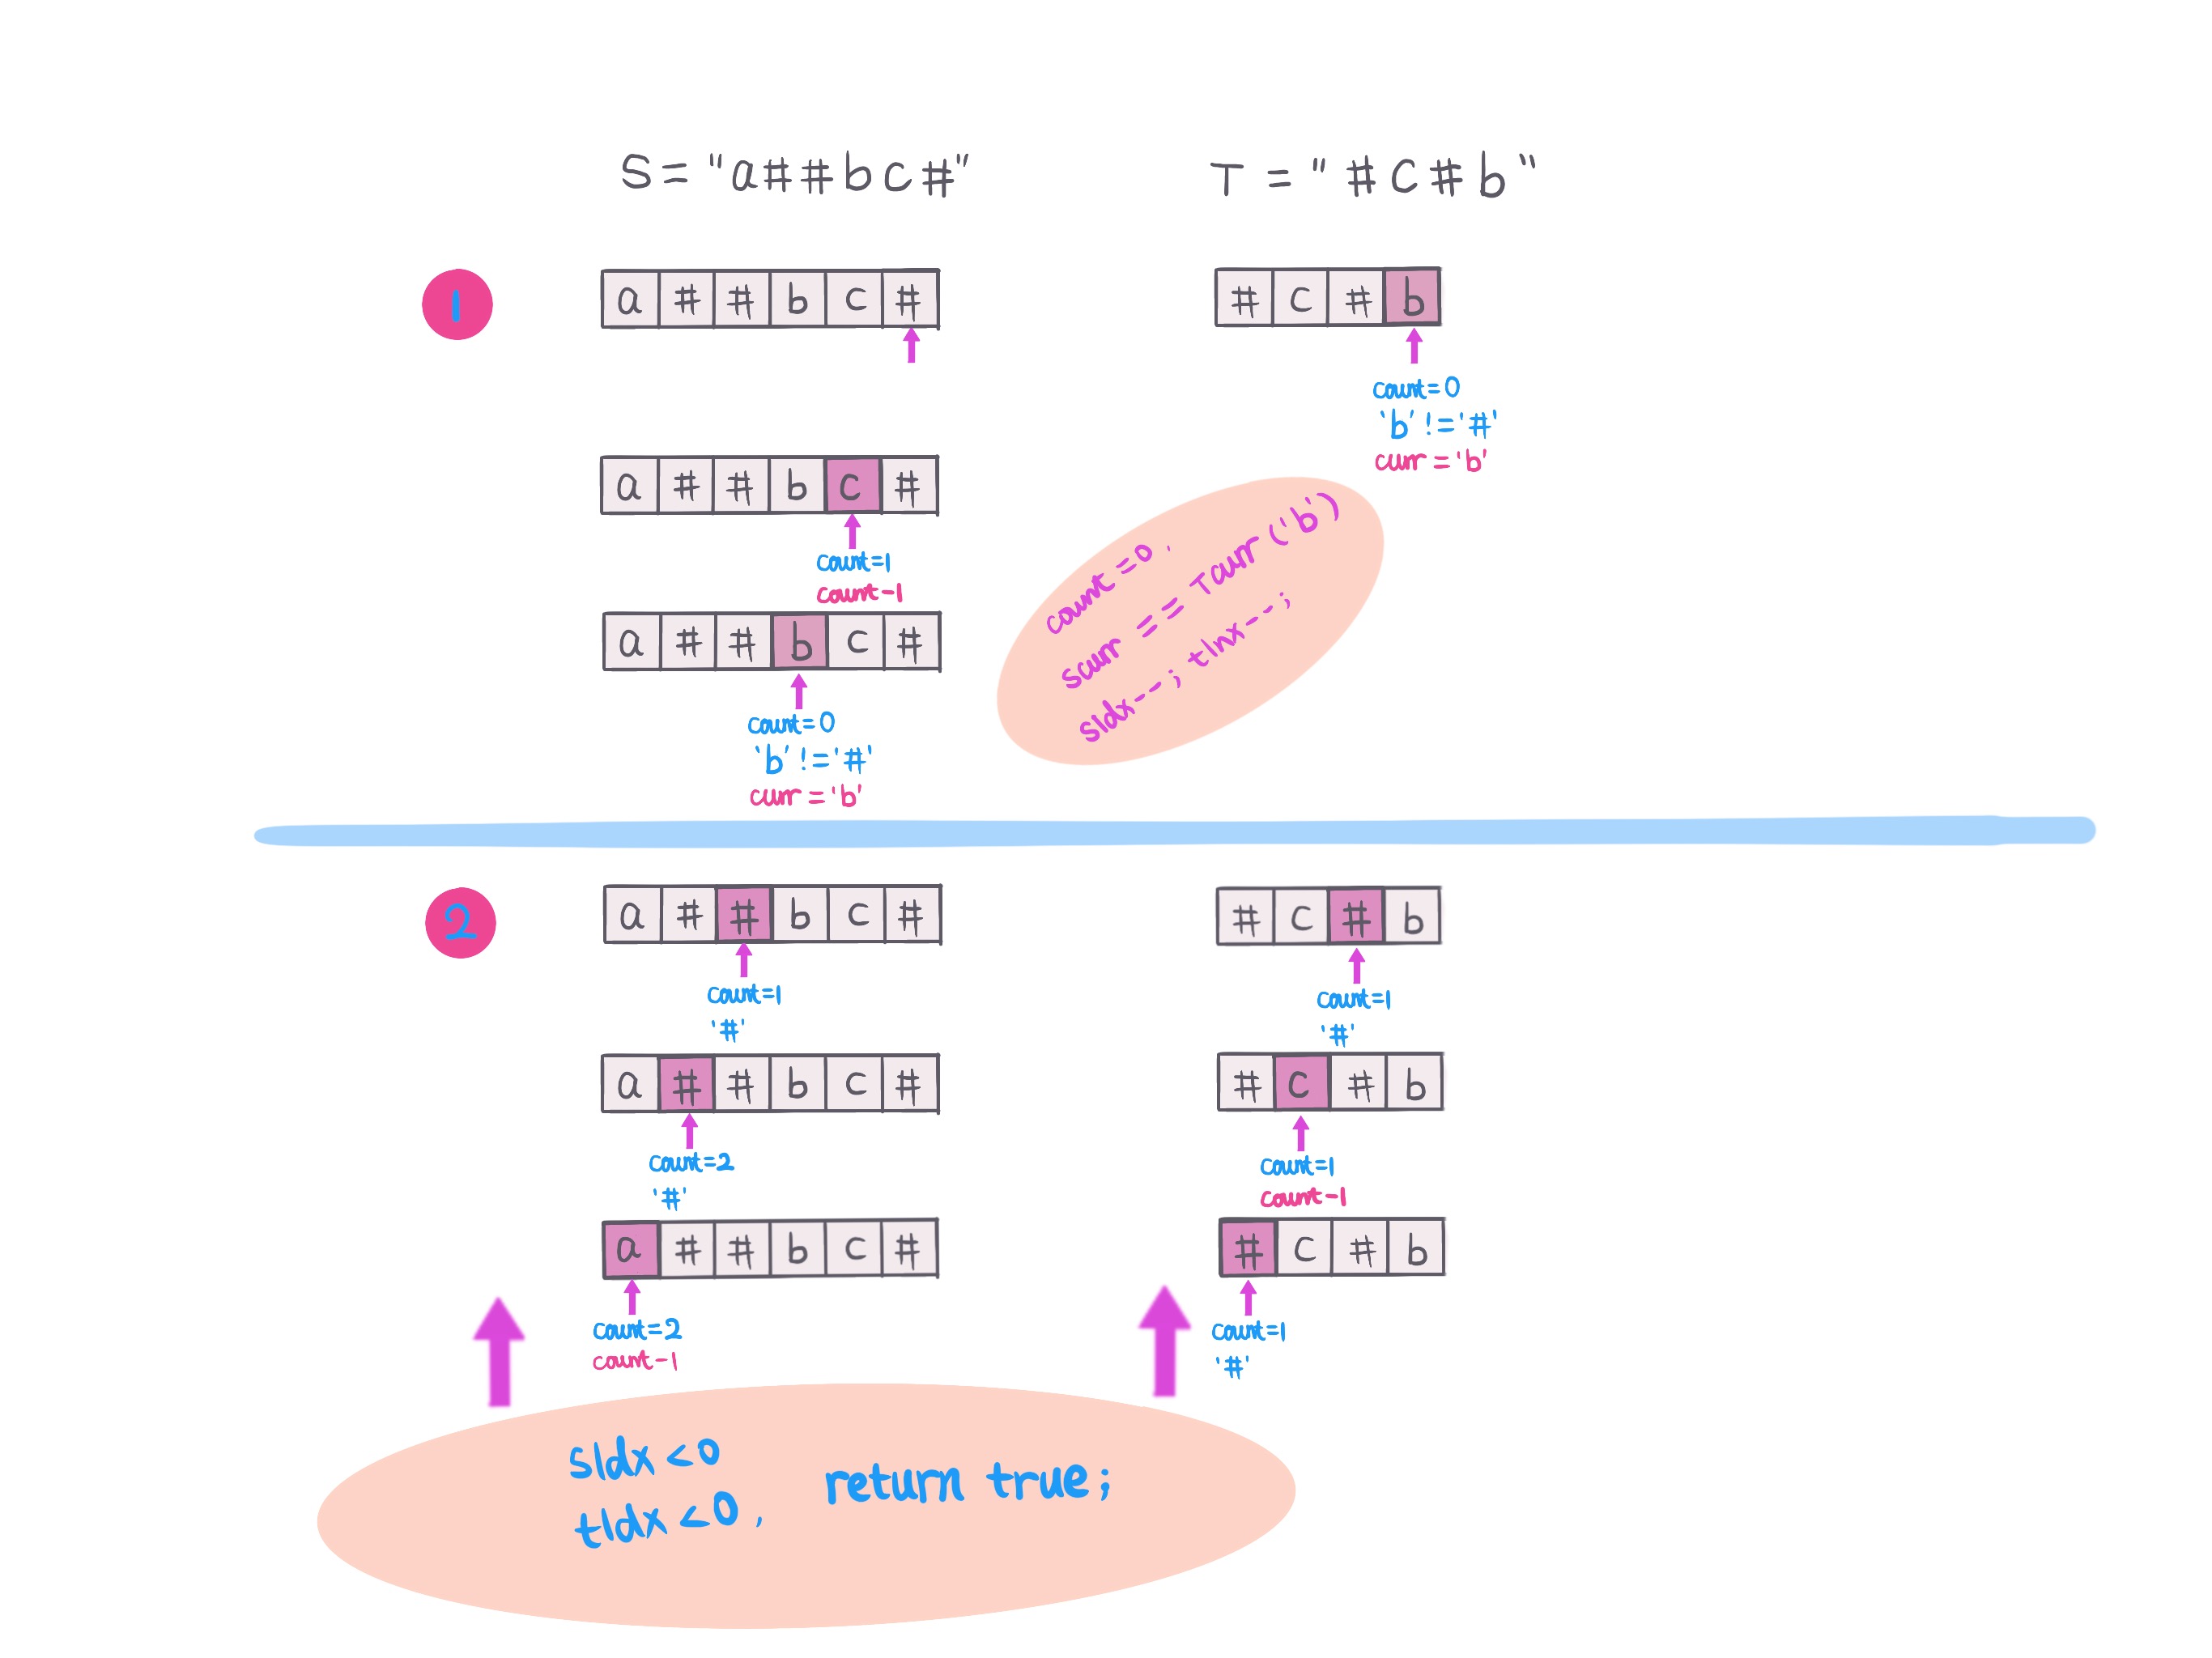 S= "a##bc#"
T = "#c#b"
1
a # # b c #
# c # b
count=0
'b' != '#'
curr = 'b'
a # # b c #
count=1
count-1
count=0,
scurr == Tcurr ('b')
sIdx--; tInx--;
a # # b c #
count=0
'b' != '#'
curr = 'b'
2
a # # b c #
# c # b
count=1
'#'
count=1
'#'
a # # b c #
# c # b
count=2
'#'
count=1
count-1
a # # b c #
# c # b
count=2
count-1
count=1
'#'
sIdx <0
tIdx <0,
return true;